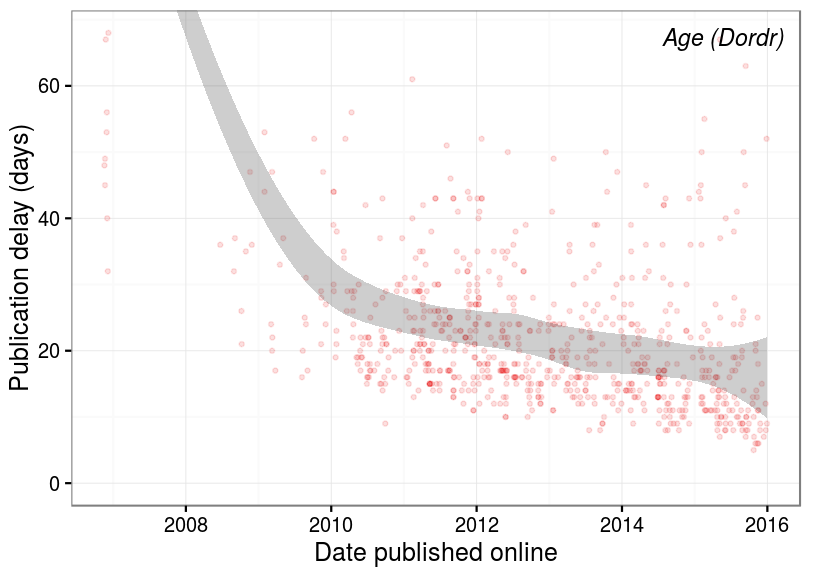 Age (Dordr)
Publication delay (days)
60
40
20
0
2008 2010 2012 2014 2016
Date published online